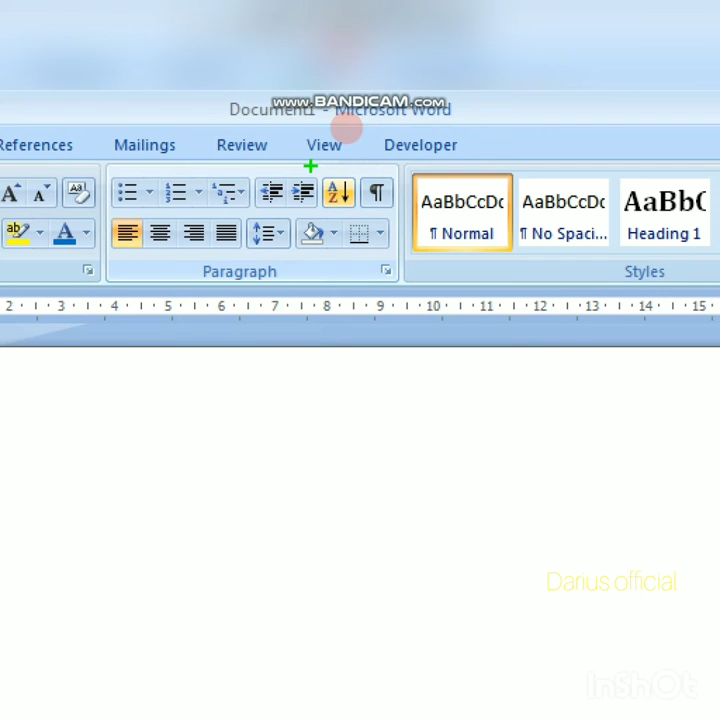 www.BANDICAM.com
Document1 - Microsoft Word
References Mailings Review View Developer
A A Aa AaBbCcDc AaBbCcDc AaBbC
ab A ¶ Normal ¶ No Spaci... Heading 1
Paragraph Styles
2 3 4 5 6 7 8 9 10 11 12 13 14 15
Darius official
InShOt